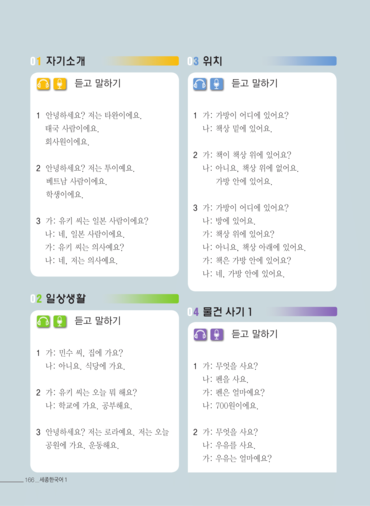 01 자기소개
듣고 말하기
1 안녕하세요? 저는 타완이에요.
태국 사람이에요.
회사원이에요.
2 안녕하세요? 저는 투이에요.
베트남 사람이에요.
학생이에요.
3 가: 유키 씨는 일본 사람이에요?
나: 네, 일본 사람이에요.
가: 유키 씨는 의사예요?
나: 네, 저는 의사예요.
02 일상생활
듣고 말하기
1 가: 민수 씨, 집에 가요?
나: 아니요. 식당에 가요.
2 가: 유키 씨는 오늘 뭐 해요?
나: 학교에 가요. 공부해요.
3 안녕하세요? 저는 로라예요. 저는 오늘
공원에 가요. 운동해요.
03 위치
듣고 말하기
1 가: 가방이 어디에 있어요?
나: 책상 밑에 있어요.
2 가: 책이 책상 위에 있어요?
나: 아니요. 책상 위에 없어요.
가방 안에 있어요.
3 가: 가방이 어디에 있어요?
나: 방에 있어요.
가: 책상 위에 있어요?
나: 아니요. 책상 아래에 있어요.
가: 책은 가방 안에 있어요?
나: 네, 가방 안에 있어요.
04 물건 사기 1
듣고 말하기
1 가: 무엇을 사요?
나: 펜을 사요.
가: 펜은 얼마예요?
나: 700원이에요.
2 가: 무엇을 사요?
나: 우유를 사요.
가: 우유는 얼마예요?
166 _ 세종한국어 1